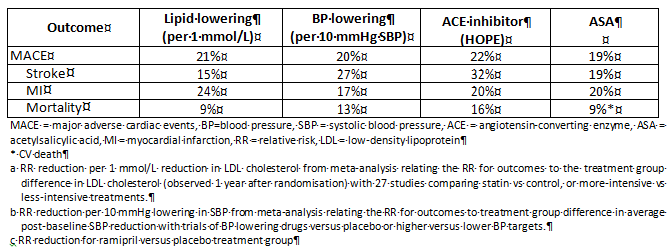 Outcome¤ Lipid·lowering¶ BP·lowering¶ ACE·inhibitor¶ ASA¶
(per·1·mmol/L)¤ (per·10·mmHg·SBP)¤ (HOPE)¤ ¤
MACE¤ 21%¤ 20%¤ 22%¤ 19%¤
Stroke¤ 15%¤ 27%¤ 32%¤ 19%¤
MI¤ 24%¤ 17%¤ 20%¤ 20%¤
Mortality¤ 9%¤ 13%¤ 16%¤ 9%*¤
MACE·=·major·adverse·cardiac·events,·BP=blood·pressure,·SBP·=·systolic·blood·pressure,·ACE·=·angiotensin·converting·enzyme,·ASA·=·
acetylsalicylic·acid,·MI·=·myocardial·infarction,·RR·=·relative·risk,·LDL=·low-density·lipoprotein¶
*·CV·death¶
a·RR·reduction·per·1·mmol/L·reduction·in·LDL·cholesterol·from·meta-analysis·relating·the·RR·for·outcomes·to·the·treatment·group·
difference·in·LDL·cholesterol·(observed·1·year·after·randomisation)·with·27·studies·comparing·statin·vs·control,·or·more-intensive·vs·
less-intensive·treatments.¶
b·RR·reduction·per·10·mmHg·lowering·in·SBP·from·meta-analysis·relating·the·RR·for·outcomes·to·treatment·group·difference·in·average·
post-baseline·SBP·reduction·with·trials·of·BP·lowering·drugs·versus·placebo·or·higher·versus·lower·BP·targets.¶
c·RR·reduction·for·ramipril·versus·placebo·treatment·group¶